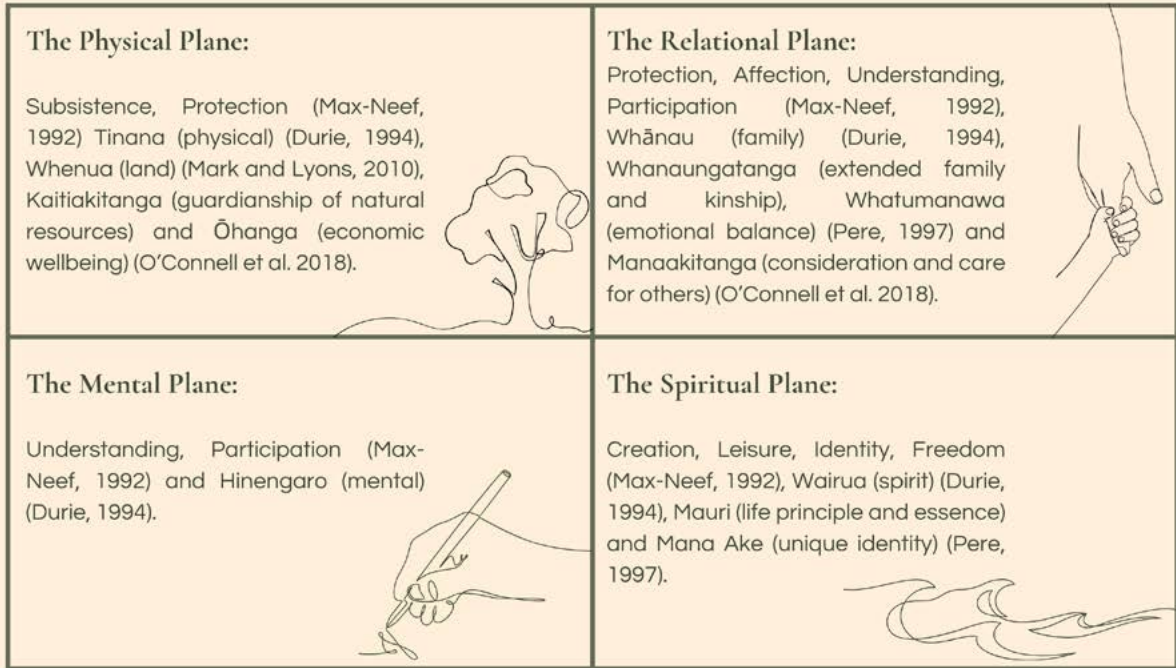 The Physical Plane:
Subsistence, Protection (Max-Neef,
1992) Tinana (physical) (Durie, 1994),
Whenua (land) (Mark and Lyons, 2010),
Kaitiakitanga (guardianship of natural
resources) and Ōhanga (economic
wellbeing) (O'Connell et al. 2018).
The Relational Plane:
Protection, Affection, Understanding,
Participation (Max-Neef, 1992),
Whānau (family) (Durie, 1994),
Whanaungatanga (extended family
and kinship), Whatumanawa
(emotional balance) (Pere, 1997) and
Manaakitanga (consideration and care
for others) (O'Connell et al. 2018).
The Mental Plane:
Understanding, Participation (Max-
Neef, 1992) and Hinengaro (mental)
(Durie, 1994).
The Spiritual Plane:
Creation, Leisure, Identity, Freedom
(Max-Neef, 1992), Wairua (spirit) (Durie,
1994), Mauri (life principle and essence)
and Mana Ake (unique identity) (Pere,
1997).